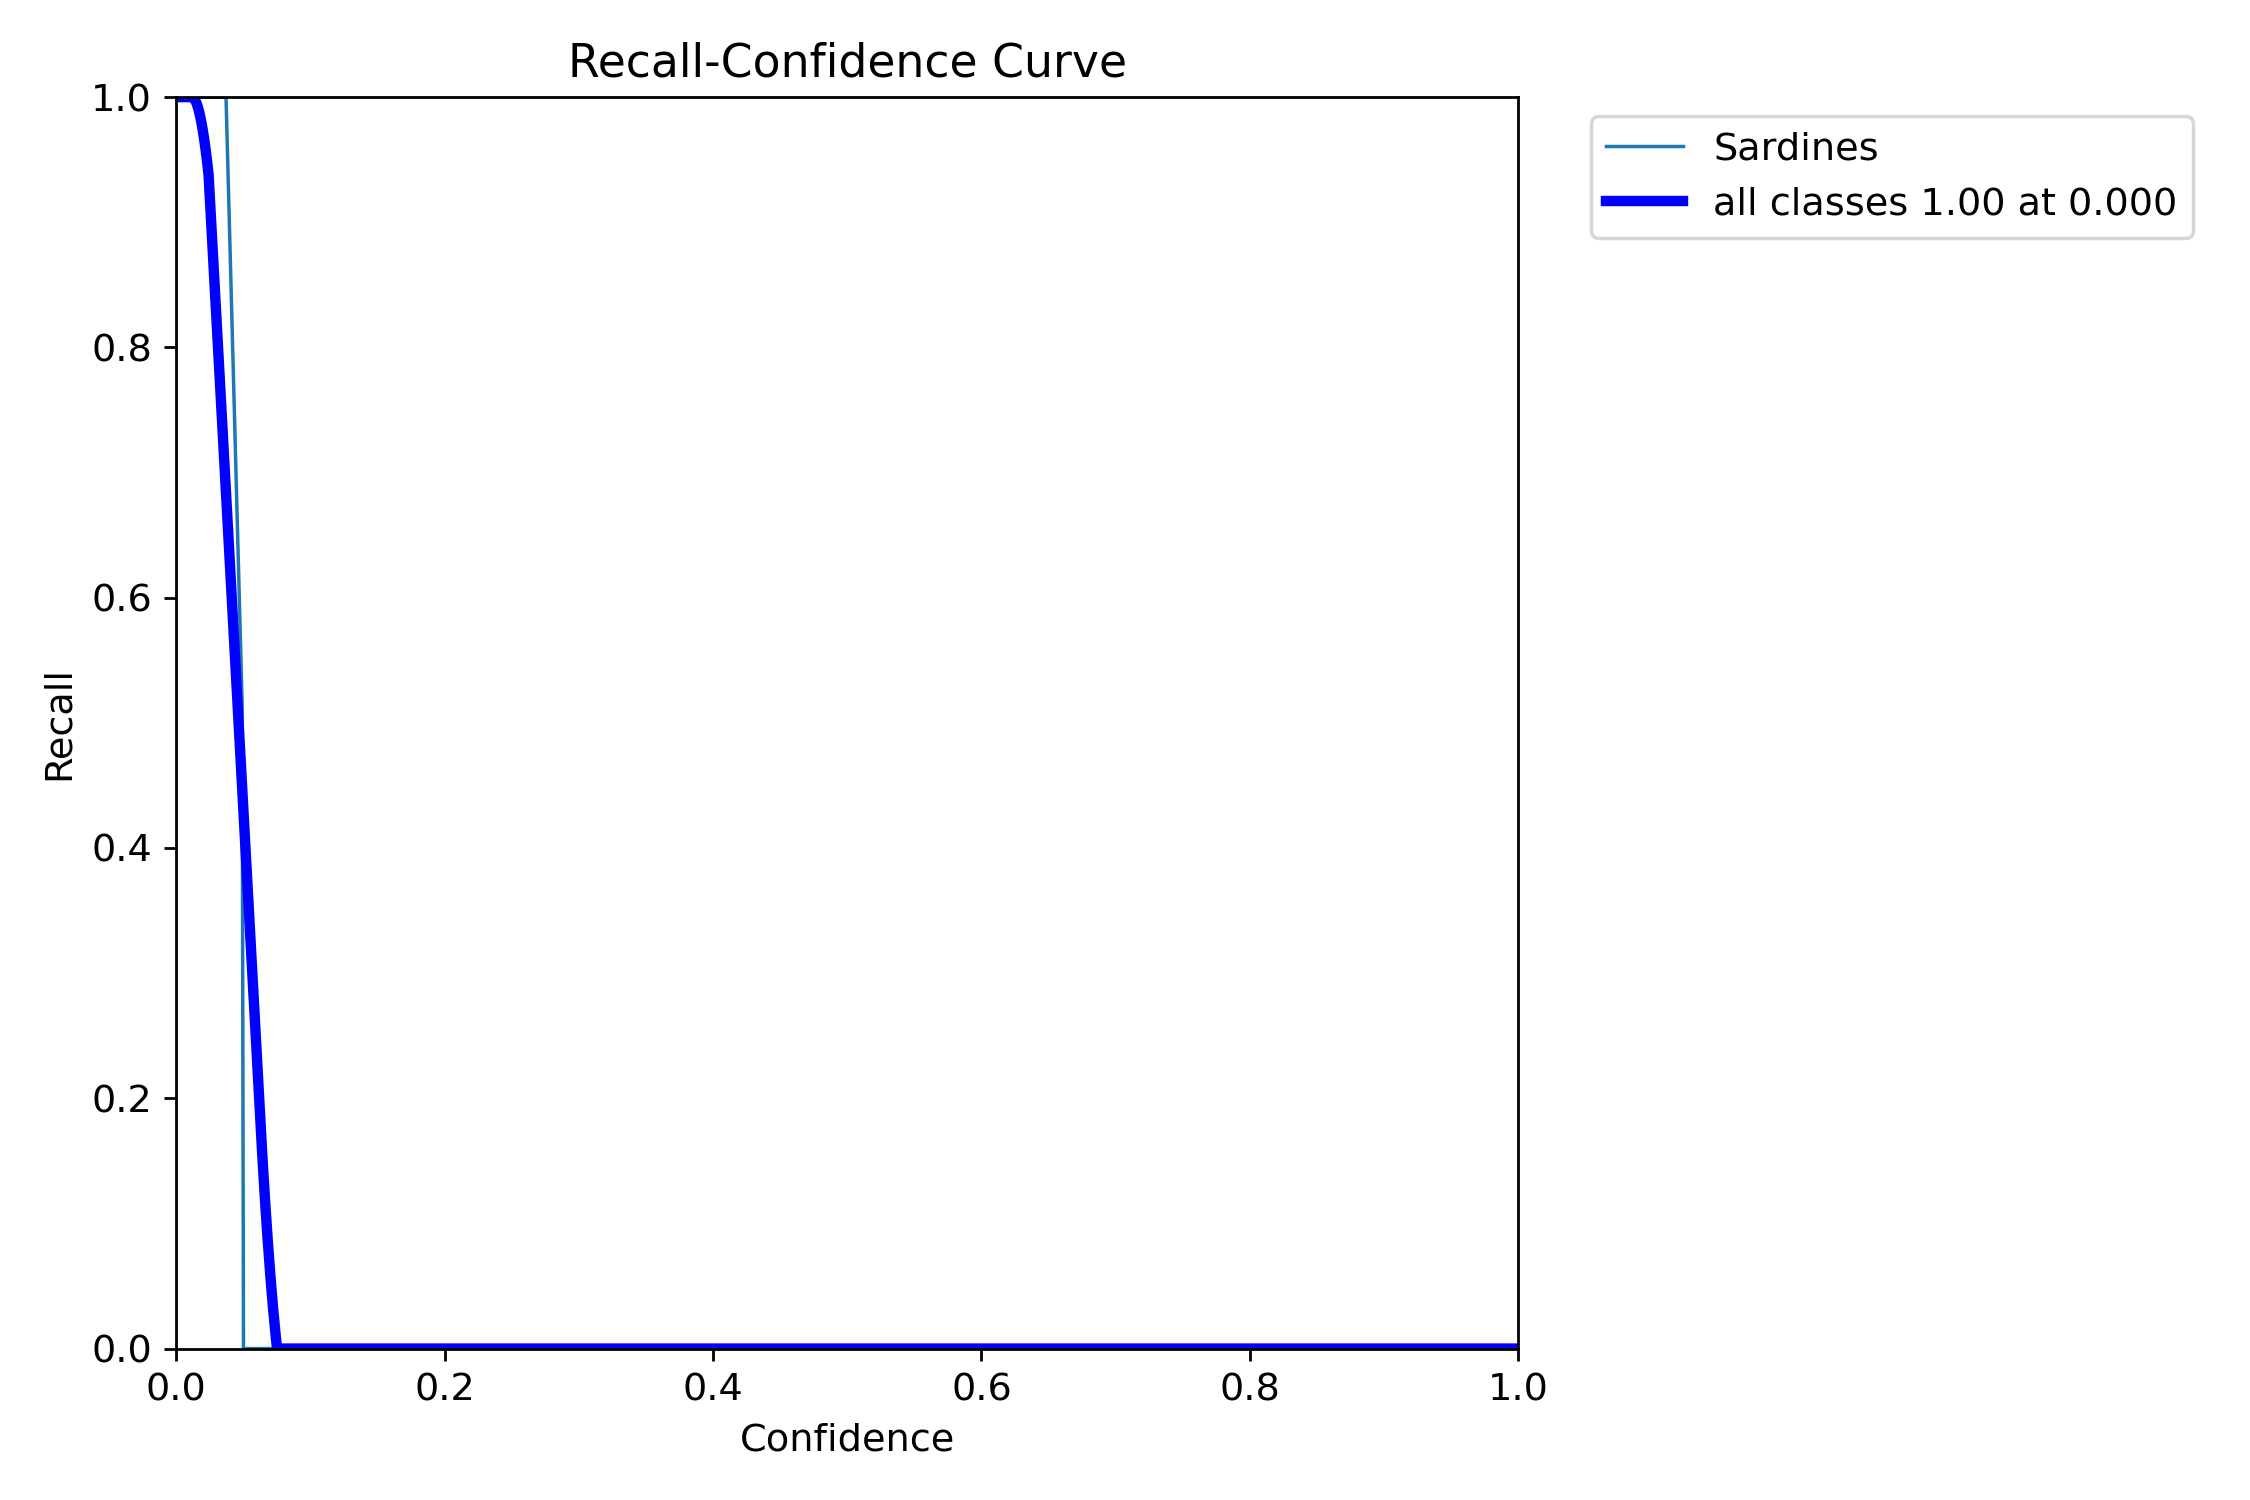 Recall-Confidence Curve
1.0
0.8
0.6
0.4
0.2
0.0
Recall
0.0 0.2 0.4 0.6 0.8 1.0
Confidence
Sardines
all classes 1.00 at 0.000